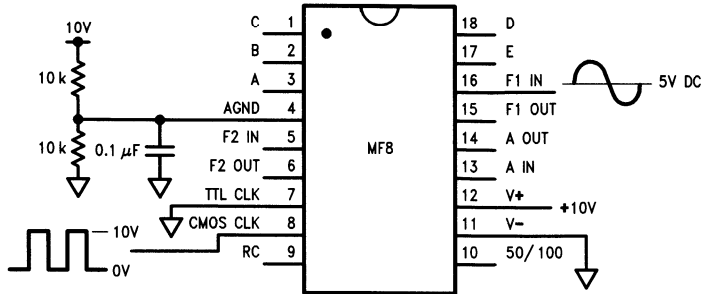 C 1 18 D
10V
B 2 17 E
A 3 16 F1 IN
5V DC
10k
AGND 4 15 F1 OUT
F2 IN 5 14 A OUT
10k 0.1 μF MF8
F2 OUT 6 13 A IN
TTL CLK 7 12 V+
+10V
CMOS CLK 8 11 V-
10V
RC 9 10 50/100
0V